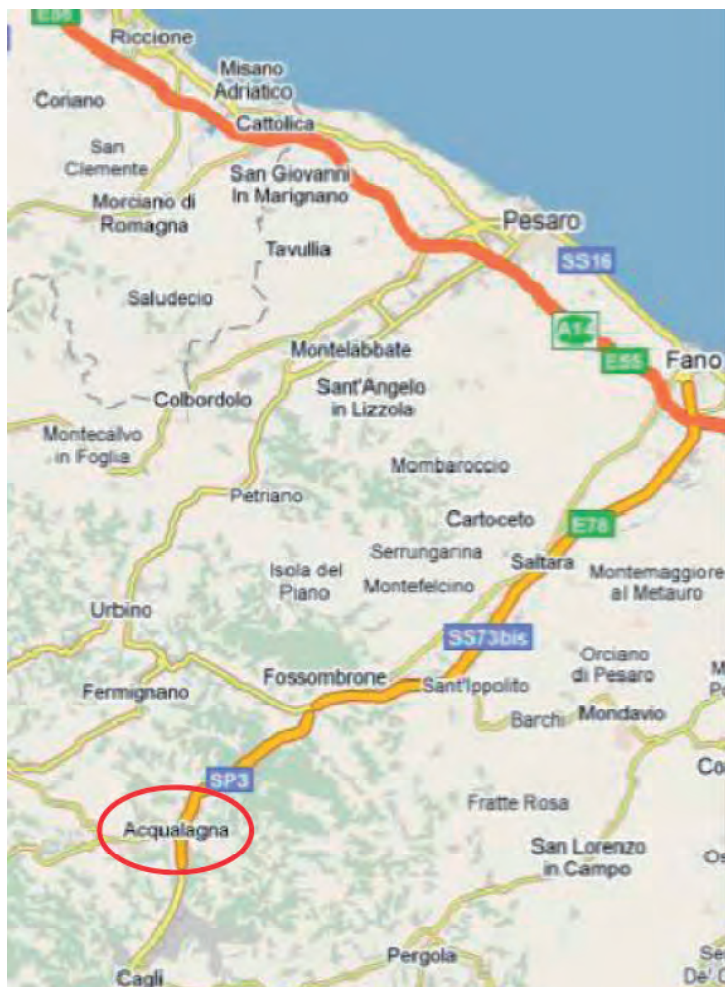 E55
Riccione
Misano
Adriatico
Coriano
Cattolica
San
Clemente
San Giovanni
In Marignano
Morciano di
Romagna
Pesaro
Tavullia
SS16
Saludecio
A14
Montelabbate
E55
Fano
Sant'Angelo
in Lizzola
Colbordolo
Montecalvo
in Foglia
Mombaroccio
Petriano
Cartoceto
E78
Serrungarina
Saltara
Isola del
Piano
Montefelcino
Montemaggiore
al Metauro
Urbino
SS73bis
Orciano
di Pesaro
Fossombrone
Sant'Ippolito
Fermignano
Barchi
Mondavio
SP3
Fratte Rosa
Acqualagna
San Lorenzo
in Campo
Pergola
Cagli